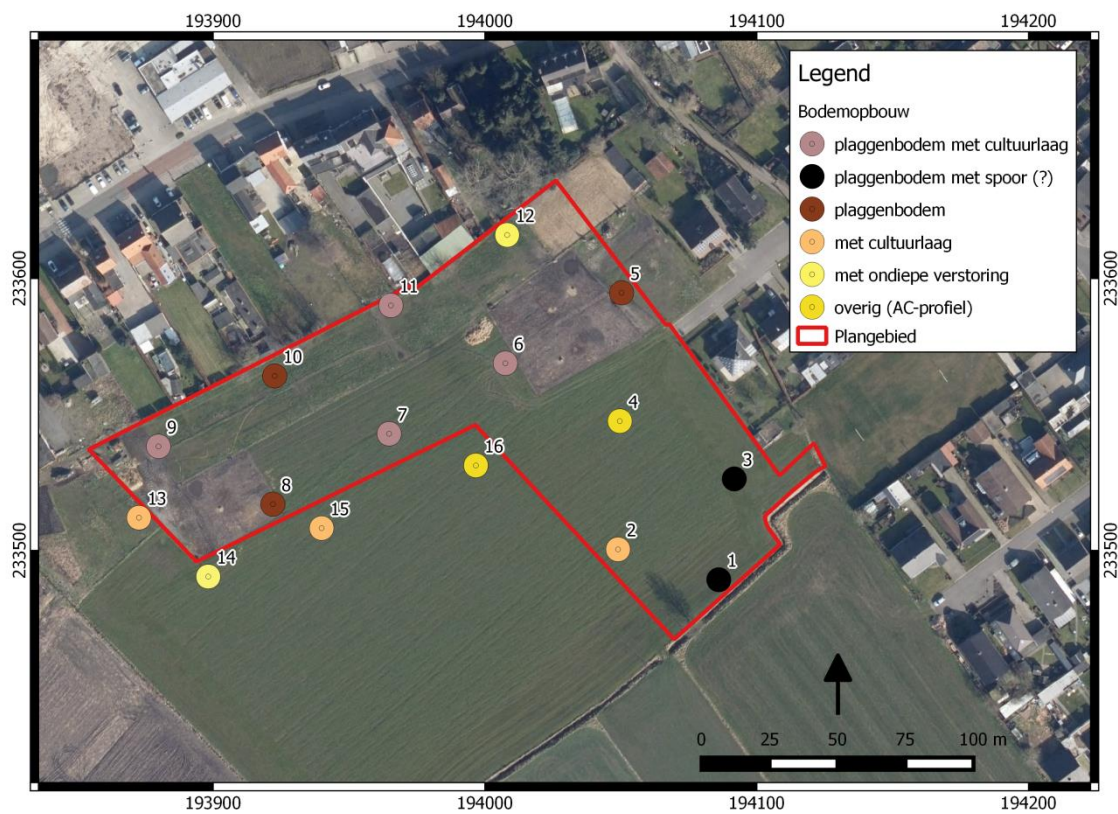 193900
194000
194100
194200
Legend
Bodemopbouw
plaggenbodem met cultuurlaag
plaggenbodem met spoor (?)
plaggenbodem
met cultuurlaag
met ondiepe verstoring
overig (AC-profiel)
Plangebied
233600
233600
12
5
11
6
10
4
7
9
16
3
8
13
15
2
14
1
233500
233500
0 25 50 75 100 m
193900
194000
194100
194200